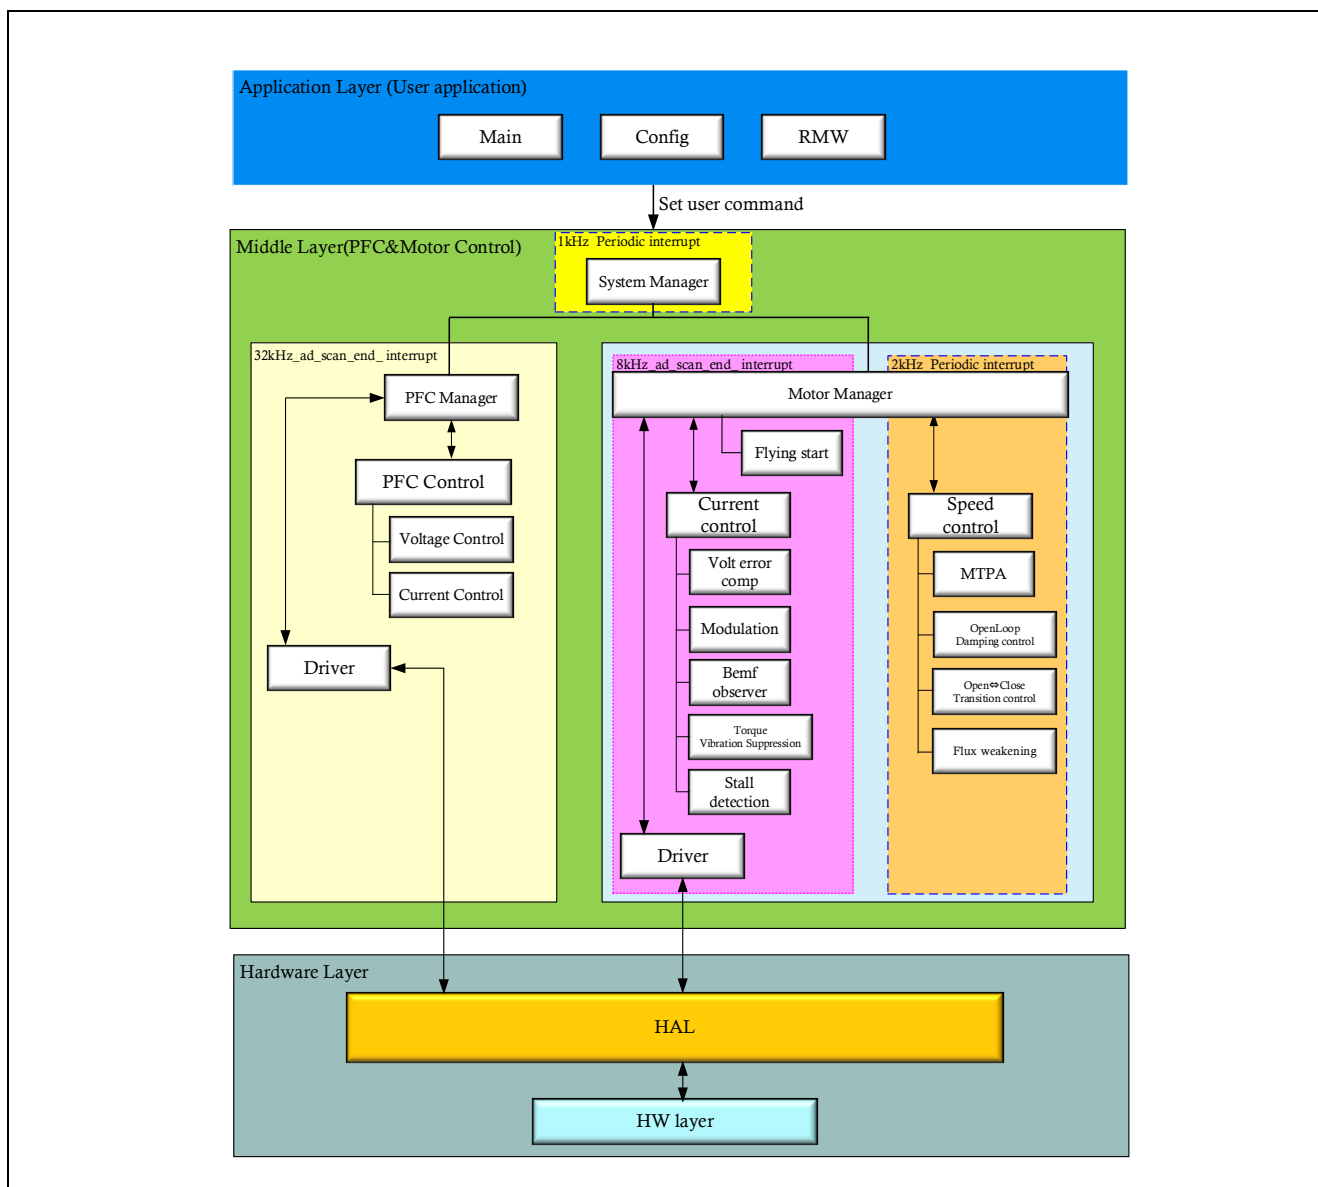 Application Layer (User application)
Main
Config
RMW
Set user command
Middle Layer(PFC&Motor Control)
1kHz Periodic interrupt
System Manager
32kHz_ad_scan_end_ interrupt
PFC Manager
PFC Control
Voltage Control
Current Control
Driver
8kHz_ad_scan_end_ interrupt
2kHz Periodic interrupt
Motor Manager
Flying start
Current
control
Volt error
comp
Modulation
Bemf
observer
Torque
Vibration Suppression
Stall
detection
Driver
Speed
control
MTPA
OpenLoop
Damping control
Open⇔Close
Transition control
Flux weakening
Hardware Layer
HAL
HW layer